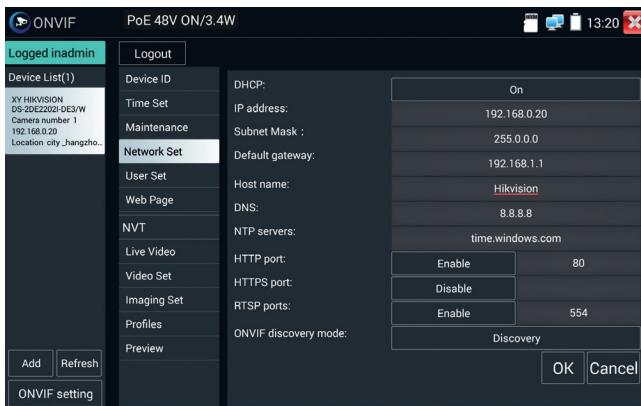 ONVIF
PoE 48V ON/3.4W
13:20
Logged inadmin
Logout
Device List(1)
XY HIKVISION
DS-2DE2202I-DE3/W
Camera number 1
192.168.0.20
Location city _hangzho...
Add
Refresh
ONVIF setting
Device ID
Time Set
Maintenance
Network Set
User Set
Web Page
NVT
Live Video
Video Set
Imaging Set
Profiles
Preview
DHCP: On
IP address: 192.168.0.20
Subnet Mask : 255.0.0.0
Default gateway: 192.168.1.1
Host name: Hikvision
DNS: 8.8.8.8
NTP servers: time.windows.com
HTTP port: Enable 80
HTTPS port: Disable
RTSP ports: Enable 554
ONVIF discovery mode: Discovery
OK Cancel